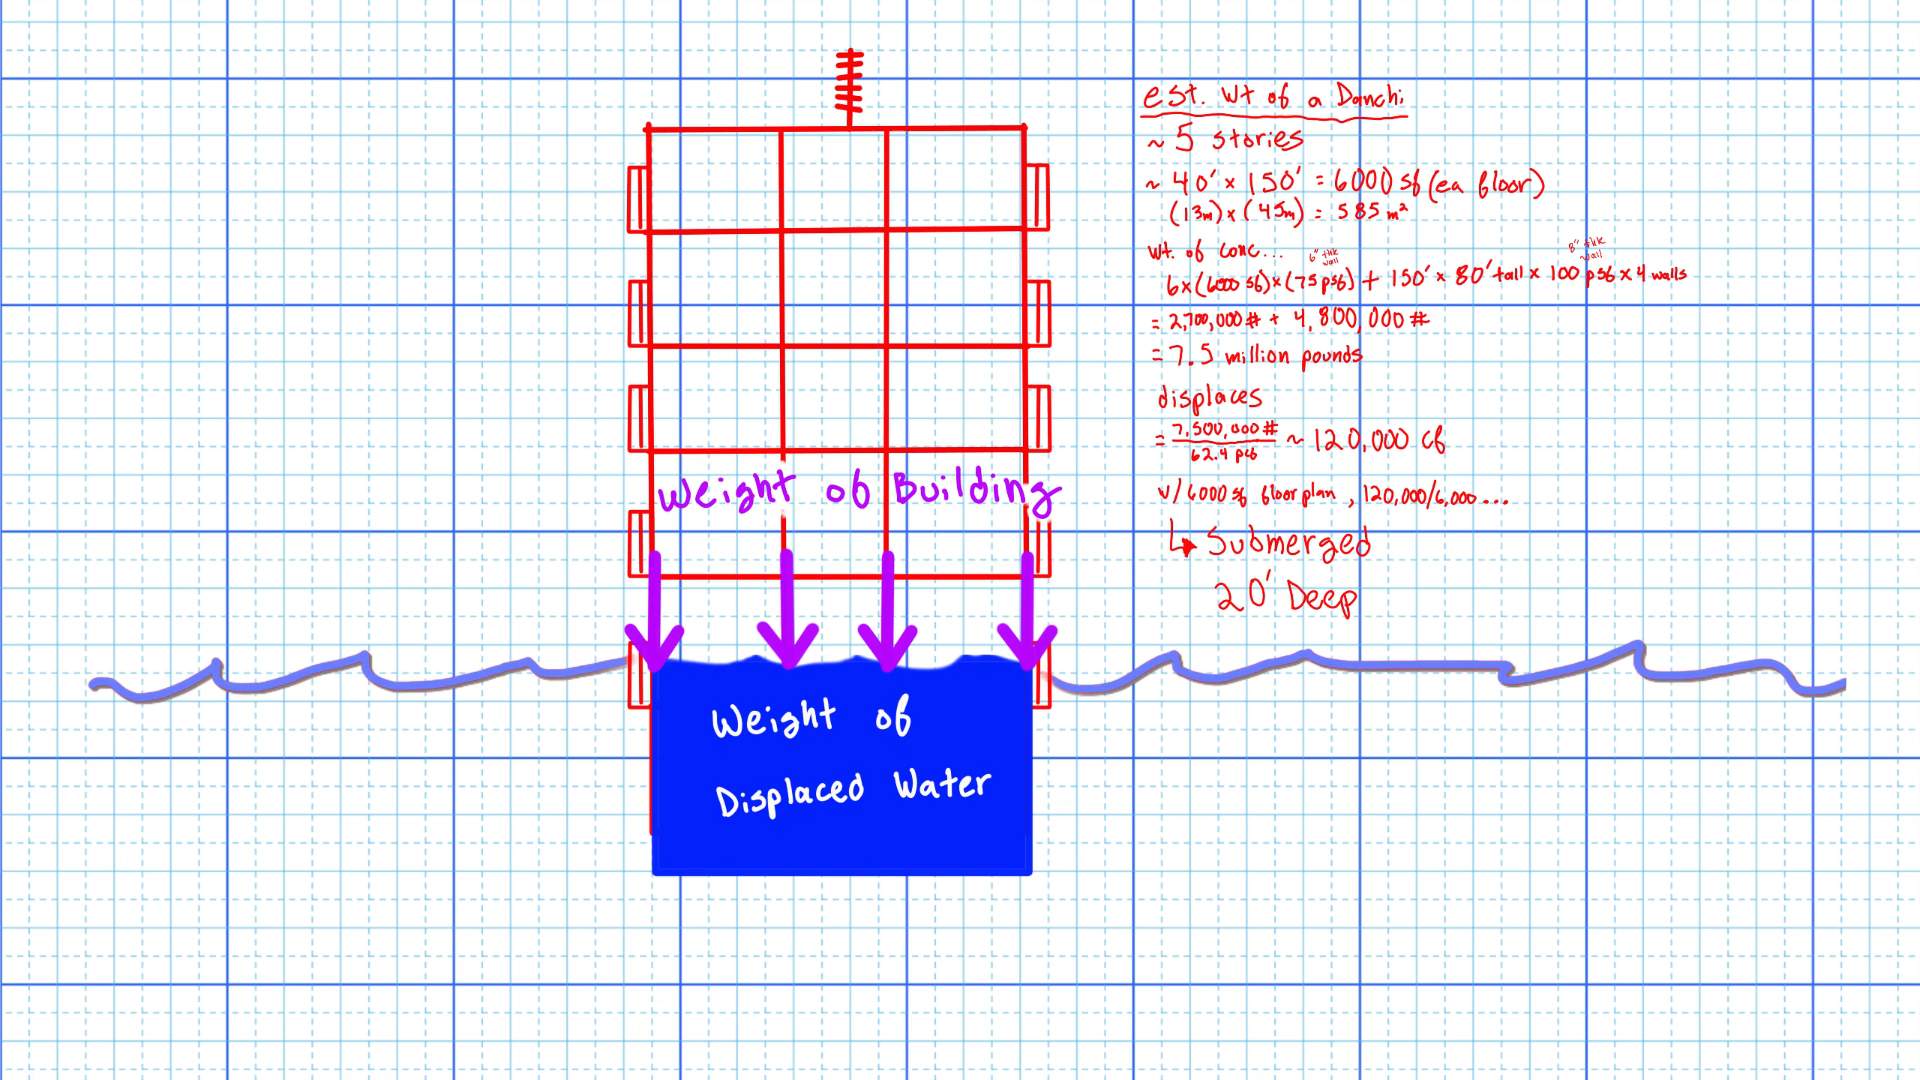 est. wt of a Danchi
~ 5 stories
~ 40' x 150' = 6000 sf (ea floor)
(13m) x (45m) = 585 m²
wt. of conc...
6" thk wall
8" thk wall
6x(6000 sf)x(75psf) + 150' x 80' tall x 100 psf x 4 walls
= 2,700,000 # + 4,800,000 #
= 7.5 million pounds
displaces
= 7,500,000 # / 62.4 pcf ~ 120,000 cf
w/ 6000 sf floor plan, 120,000/6,000...
↳ Submerged
20' Deep
Weight of Building
Weight of
Displaced Water